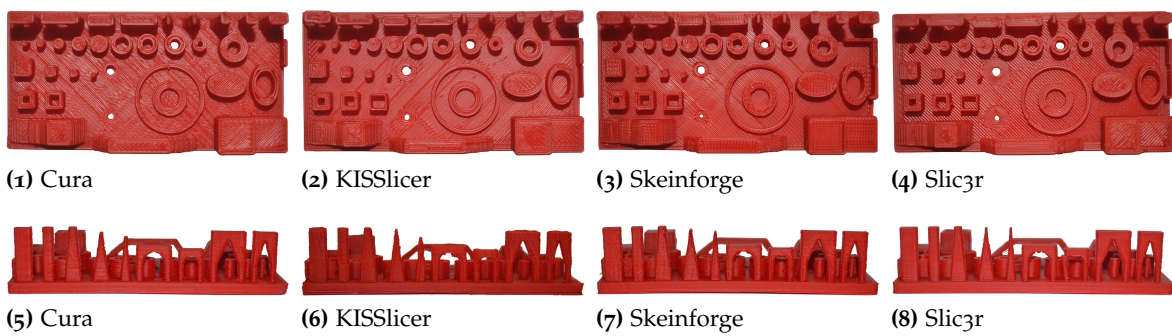 (1) Cura (2) KISSlicer (3) Skeinforge (4) Slic3r
(5) Cura (6) KISSlicer (7) Skeinforge (8) Slic3r